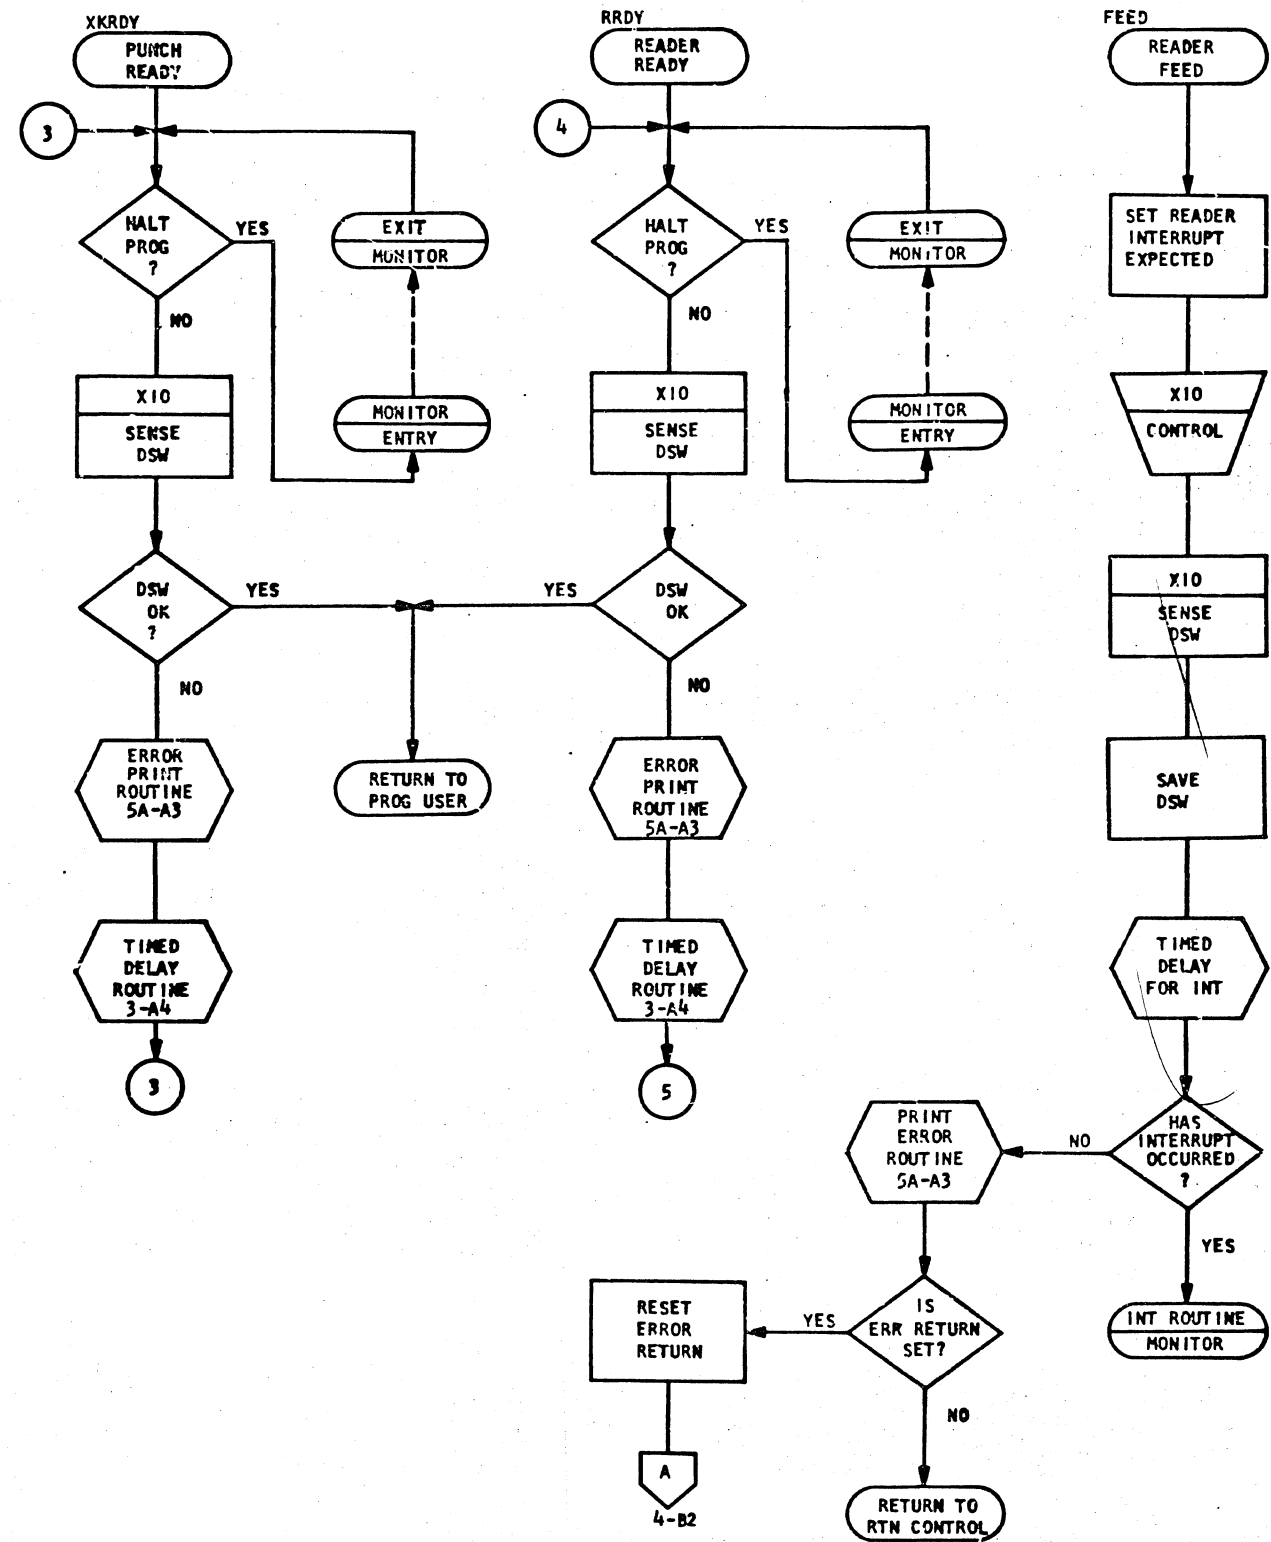 XKRDY
PUNCH
READY
3
HALT
PROG
?
YES
NO
EXIT
MONITOR
MONITOR
ENTRY
XIO
SENSE
DSW
DSW
OK
?
YES
NO
ERROR
PRINT
ROUTINE
5A-A3
TIMED
DELAY
ROUTINE
3-A4
3
RETURN TO
PROG USER
RRDY
READER
READY
4
HALT
PROG
?
YES
NO
EXIT
MONITOR
MONITOR
ENTRY
XIO
SENSE
DSW
DSW
OK
YES
NO
ERROR
PRINT
ROUTINE
5A-A3
TIMED
DELAY
ROUTINE
3-A4
5
FEED
READER
FEED
SET READER
INTERRUPT
EXPECTED
XIO
CONTROL
XIO
SENSE
DSW
SAVE
DSW
TIMED
DELAY
FOR INT
HAS
INTERRUPT
OCCURRED
?
NO
YES
INT ROUTINE
MONITOR
PRINT
ERROR
ROUTINE
5A-A3
IS
ERR RETURN
SET?
YES
NO
RESET
ERROR
RETURN
A
4-B2
RETURN TO
RTN CONTROL